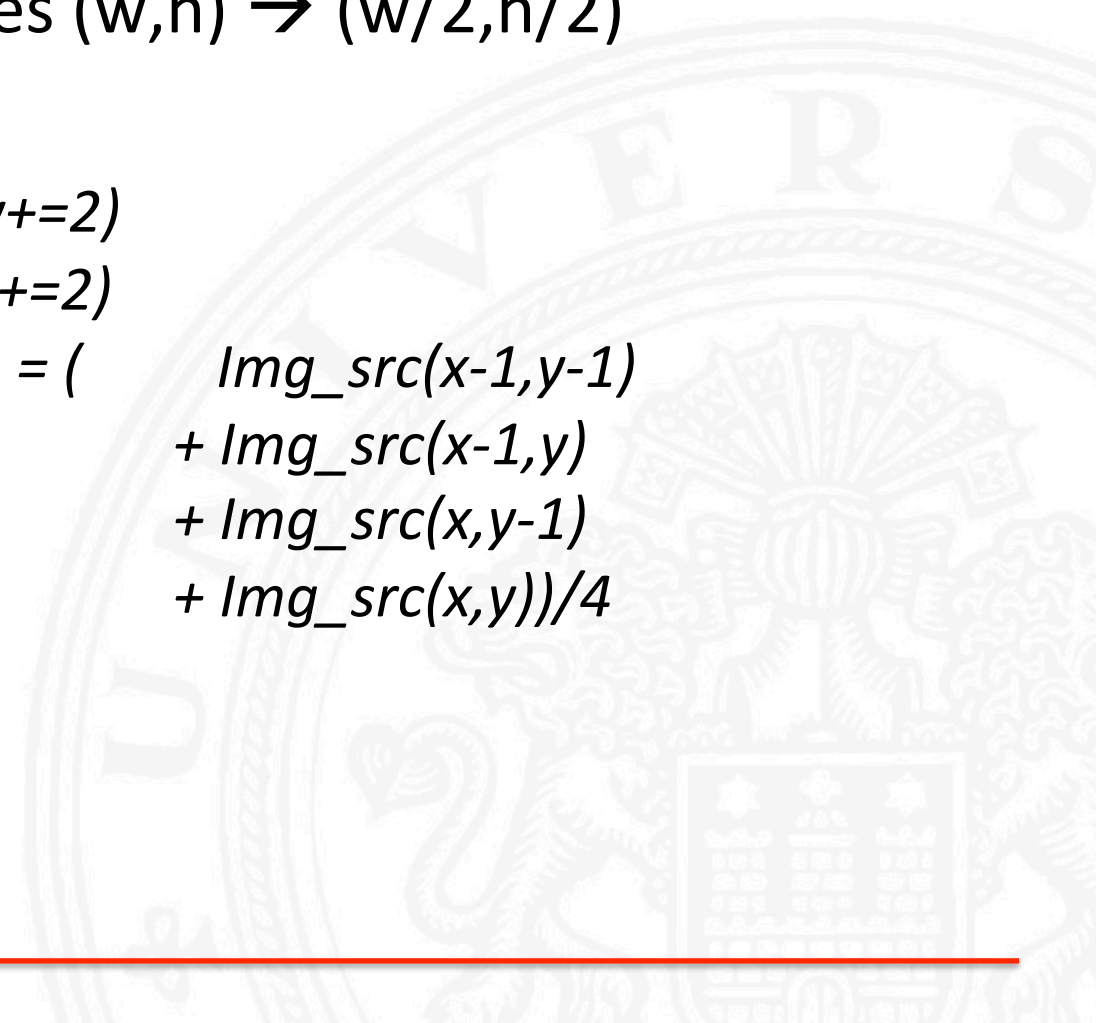 es (w,h) → (w/2,h/2)
+=2)
+=2)
= ( Img_src(x-1,y-1)
+ Img_src(x-1,y)
+ Img_src(x,y-1)
+ Img_src(x,y))/4
U N I V E R S